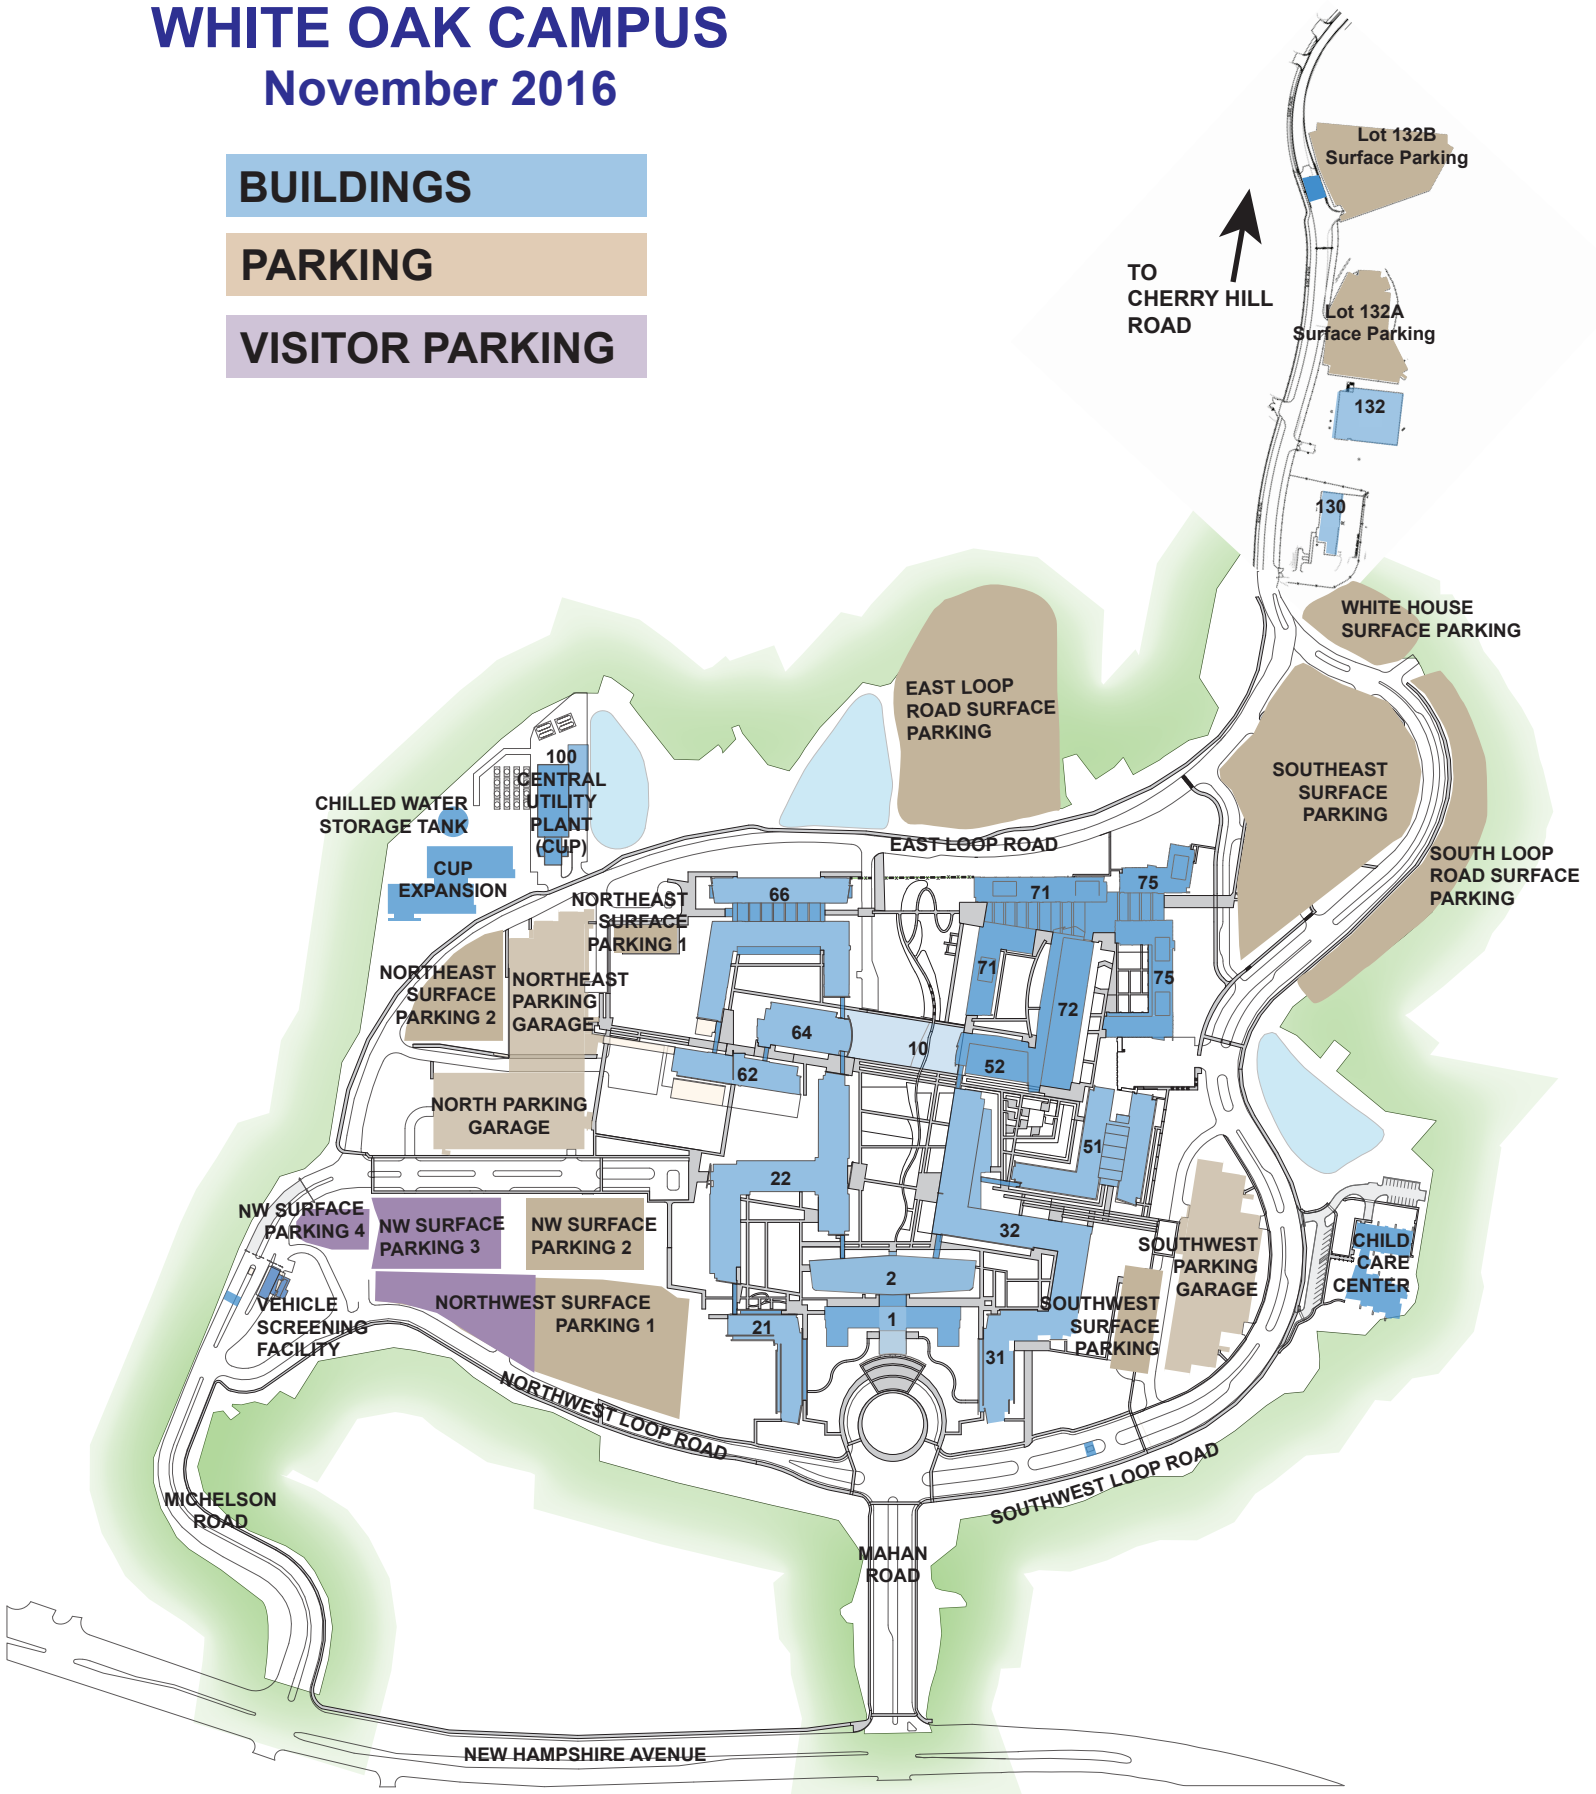 WHITE OAK CAMPUS
November 2016
BUILDINGS
PARKING
VISITOR PARKING
Lot 132B
Surface Parking
TO
CHERRY HILL
ROAD
Lot 132A
Surface Parking
132
130
WHITE HOUSE
SURFACE PARKING
EAST LOOP
ROAD SURFACE
PARKING
SOUTHEAST
SURFACE
PARKING
SOUTH LOOP
ROAD SURFACE
PARKING
100
CENTRAL
UTILITY
PLANT
(CUP)
CHILLED WATER
STORAGE TANK
CUP
EXPANSION
EAST LOOP ROAD
NORTHEAST
SURFACE
PARKING 1
66
71
75
NORTHEAST
SURFACE
PARKING 2
NORTHEAST
PARKING
GARAGE
71
75
72
64
10
52
62
NORTH PARKING
GARAGE
51
22
NW SURFACE
PARKING 4
NW SURFACE
PARKING 3
NW SURFACE
PARKING 2
32
SOUTHWEST
PARKING
GARAGE
CHILD
CARE
CENTER
2
VEHICLE
SCREENING
FACILITY
NORTHWEST SURFACE
PARKING 1
21
1
31
SOUTHWEST
SURFACE
PARKING
NORTHWEST LOOP ROAD
SOUTHWEST LOOP ROAD
MICHELSON
ROAD
MAHAN
ROAD
NEW HAMPSHIRE AVENUE